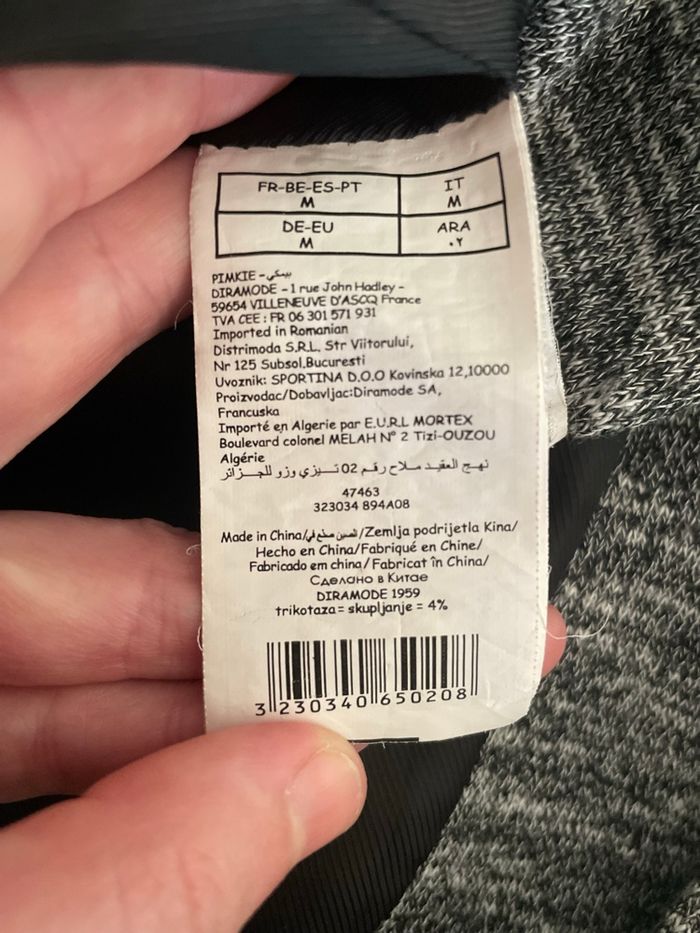 FR-BE-ES-PT IT
M M
DE-EU ARA
M ٠٢
PIMKIE - بيمكي
DIRAMODE - 1 rue John Hadley -
59654 VILLENEUVE D'ASCQ France
TVA CEE : FR 06 301 571 931
Imported in Romanian
Distrimoda S.R.L. Str Viitorului,
Nr 125 Subsol.Bucuresti
Uvoznik: SPORTINA D.O.O Kovinska 12,10000
Proizvodac/Dobavljac:Diramode SA,
Francuska
Importé en Algerie par E.U.R.L MORTEX
Boulevard colonel MELAH N° 2 Tizi-OUZOU
Algérie
نهج العقيد ملاح رقم 02 تيزي وزو للجزائر
47463
323034 894A08
Made in China/صنع في الصين/Zemlja podrijetla Kina/
Hecho en China/Fabriqué en Chine/
Fabricado em china/Fabricat în China/
Сделано в Китае
DIRAMODE 1959
trikotaza = skupljanje = 4%
3 230340 650208